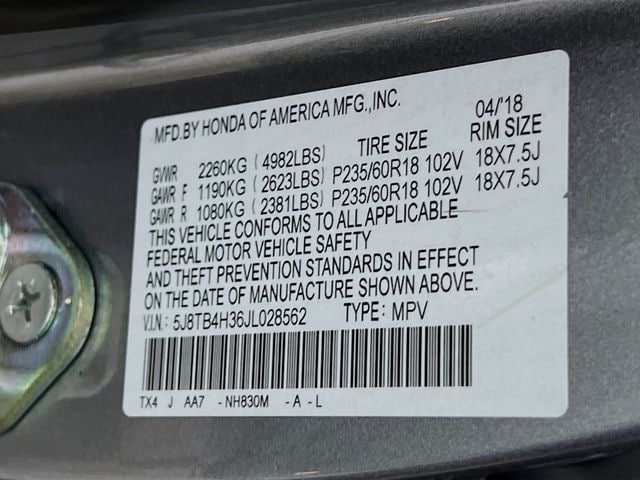 MFD.BY HONDA OF AMERICA MFG.,INC. 04/'18
GVWR 2260KG (4982LBS) TIRE SIZE RIM SIZE
GAWR F 1190KG (2623LBS) P235/60R18 102V 18X7.5J
GAWR R 1080KG (2381LBS) P235/60R18 102V 18X7.5J
THIS VEHICLE CONFORMS TO ALL APPLICABLE
FEDERAL MOTOR VEHICLE SAFETY
AND THEFT PREVENTION STANDARDS IN EFFECT
ON THE DATE OF MANUFACTURE SHOWN ABOVE.
V.I.N.: 5J8TB4H36JL028562 TYPE: MPV
TX4 J AA7 -NH830M -A-L